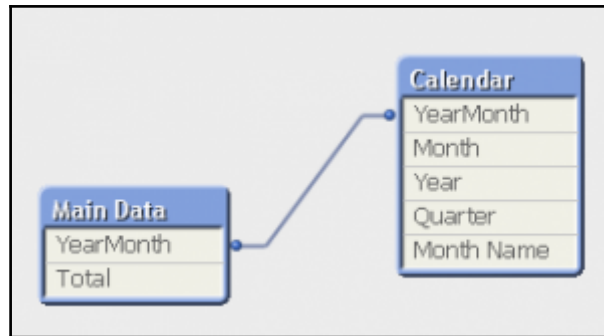 Main Data
YearMonth
Total
Calendar
YearMonth
Month
Year
Quarter
Month Name